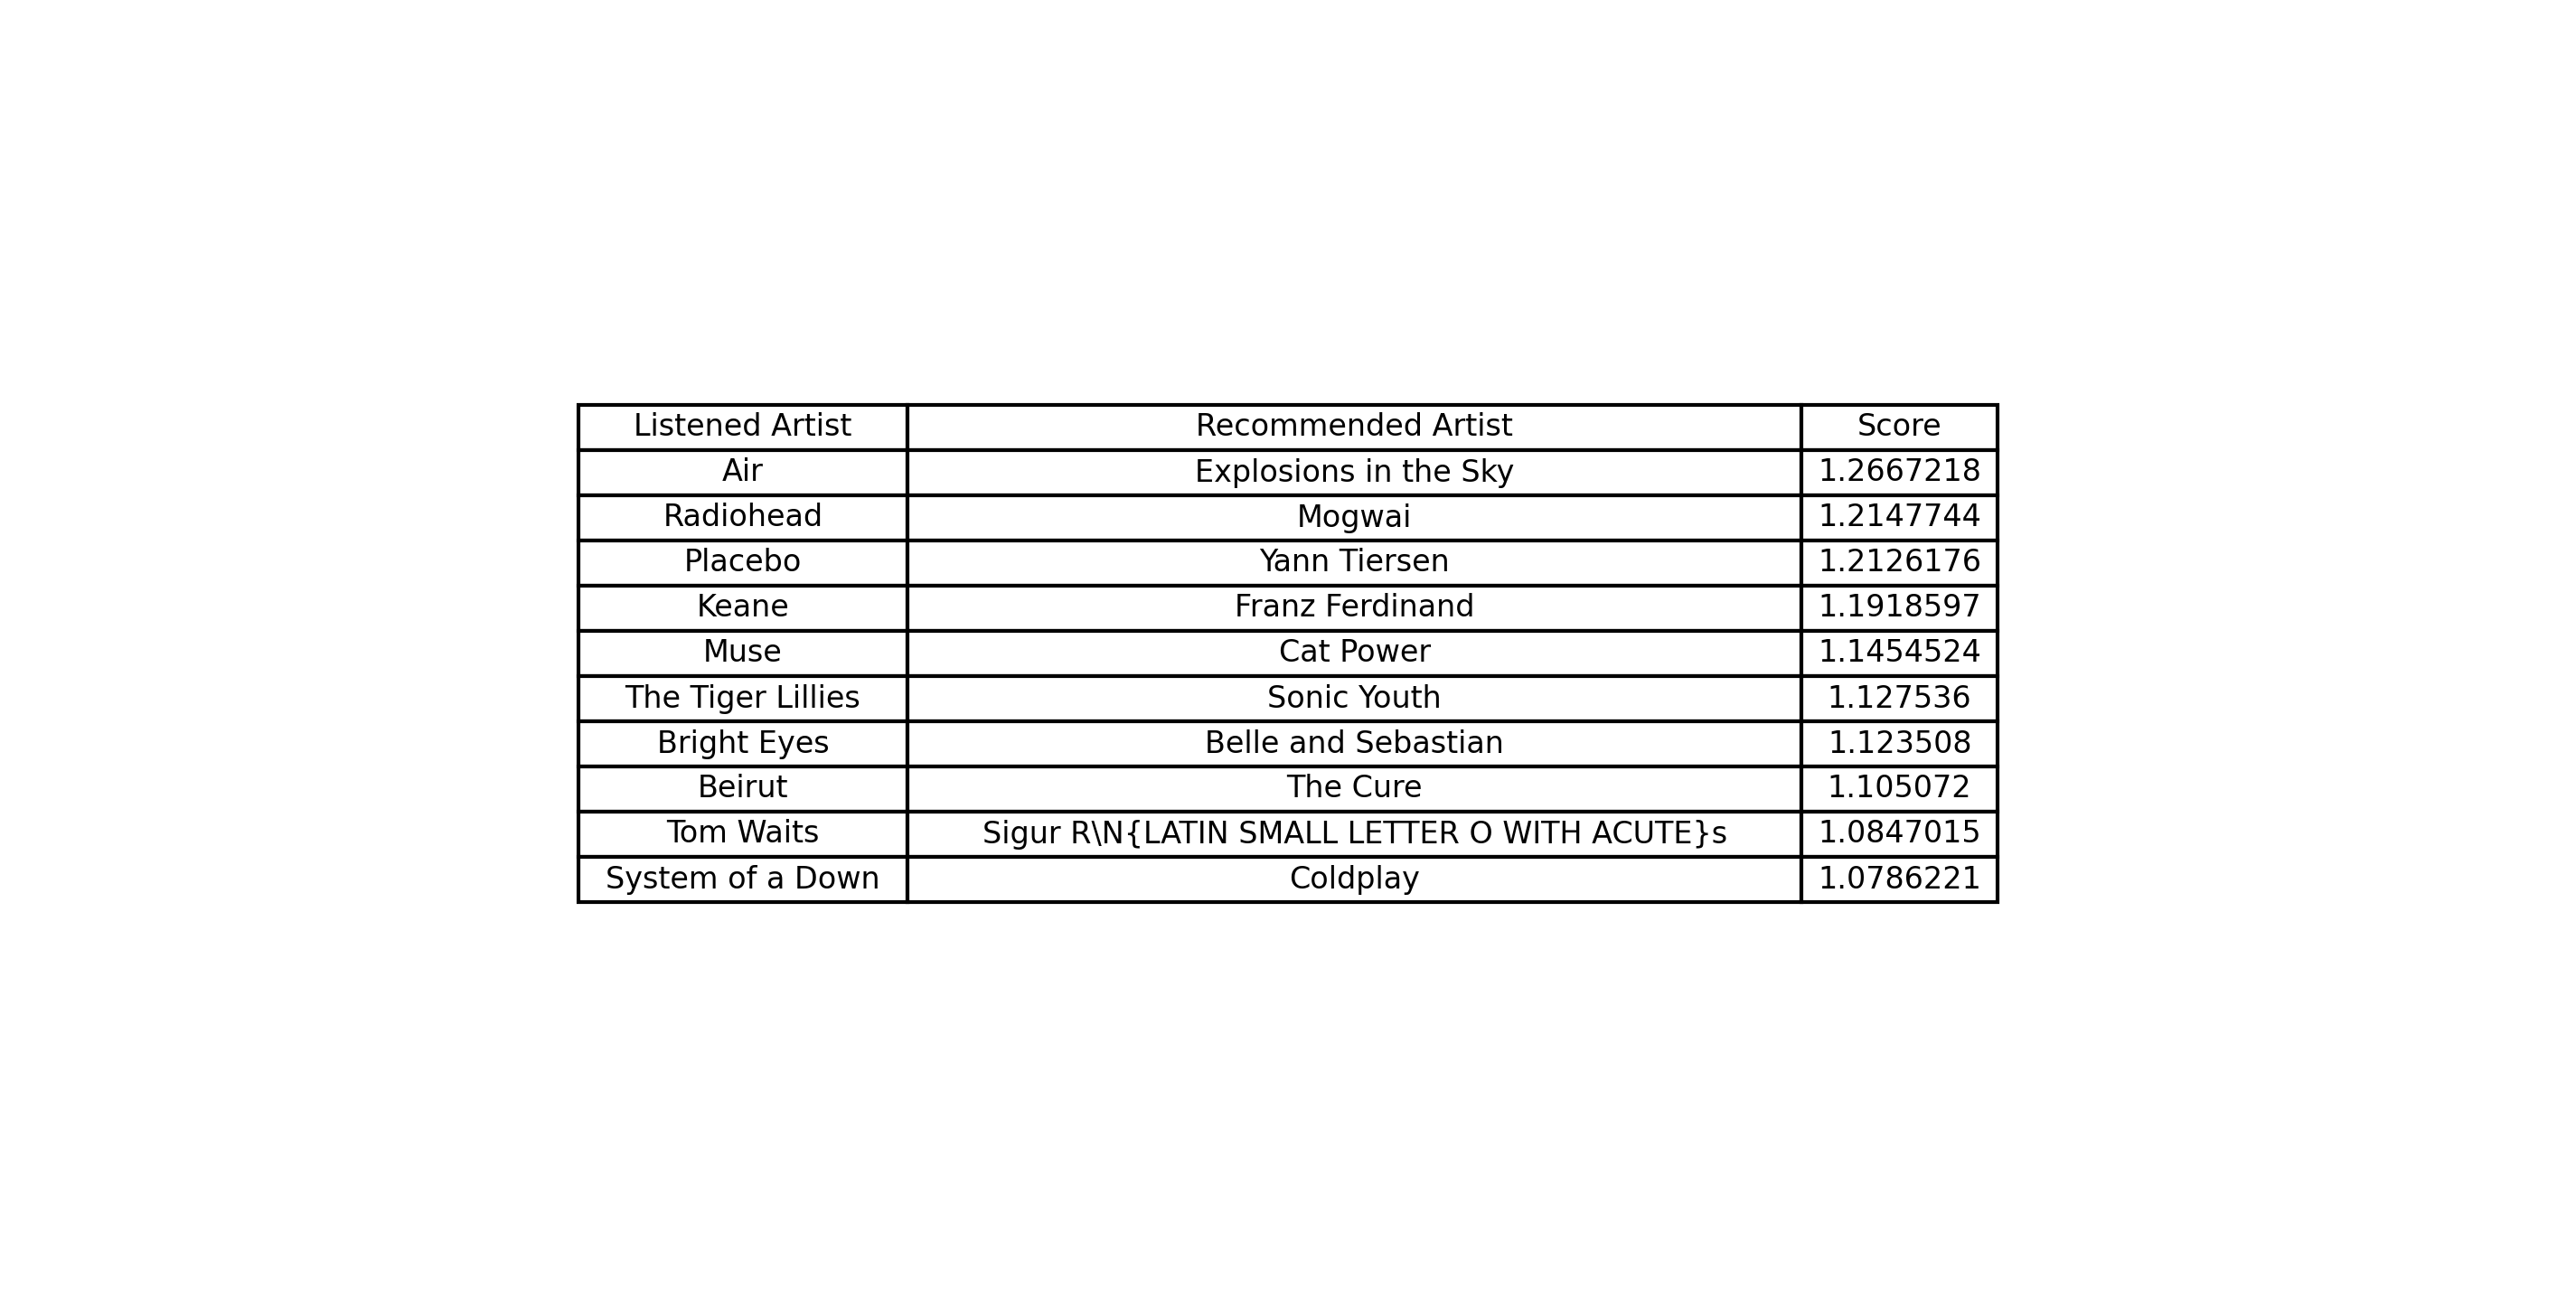 Listened Artist Recommended Artist Score
Air Explosions in the Sky 1.2667218
Radiohead Mogwai 1.2147744
Placebo Yann Tiersen 1.2126176
Keane Franz Ferdinand 1.1918597
Muse Cat Power 1.1454524
The Tiger Lillies Sonic Youth 1.127536
Bright Eyes Belle and Sebastian 1.123508
Beirut The Cure 1.105072
Tom Waits Sigur R\N{LATIN SMALL LETTER O WITH ACUTE}s 1.0847015
System of a Down Coldplay 1.0786221